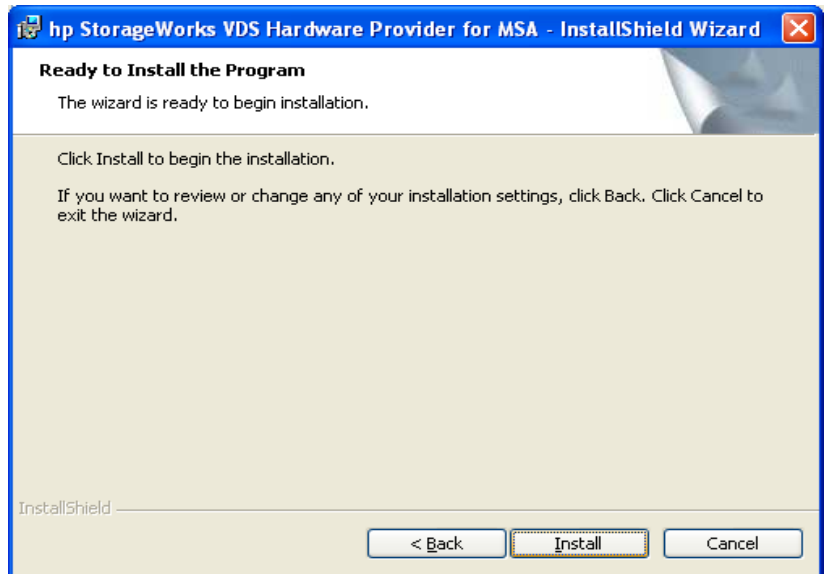 hp StorageWorks VDS Hardware Provider for MSA - InstallShield Wizard
Ready to Install the Program
The wizard is ready to begin installation.
Click Install to begin the installation.
If you want to review or change any of your installation settings, click Back. Click Cancel to
exit the wizard.
InstallShield
< Back
Install
Cancel